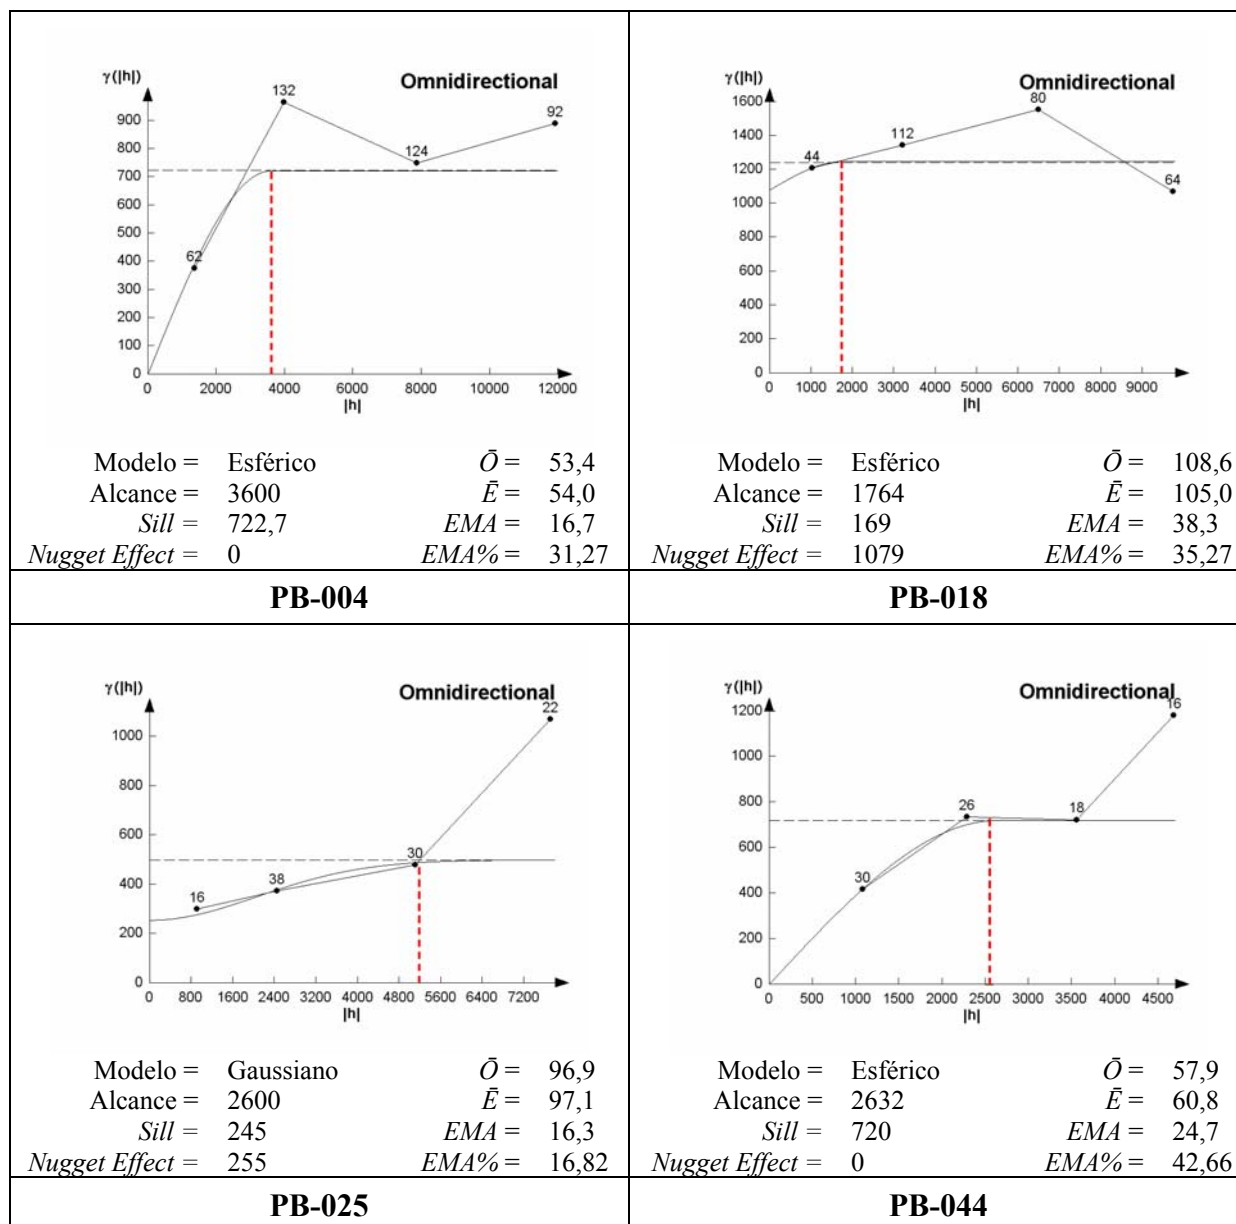 γ(|h|)
Omnidirectional
132
92
124
62
900
800
700
600
500
400
300
200
100
0
0 2000 4000 6000 8000 10000 12000
|h|
Modelo = Esférico Ō = 53,4
Alcance = 3600 Ē = 54,0
Sill = 722,7 EMA = 16,7
Nugget Effect = 0 EMA% = 31,27
PB-004
γ(|h|)
Omnidirectional
80
112
44
64
1600
1400
1200
1000
800
600
400
200
0
0 1000 2000 3000 4000 5000 6000 7000 8000 9000
|h|
Modelo = Esférico Ō = 108,6
Alcance = 1764 Ē = 105,0
Sill = 169 EMA = 38,3
Nugget Effect = 1079 EMA% = 35,27
PB-018
γ(|h|)
Omnidirectional
22
30
38
16
1000
800
600
400
200
0
0 800 1600 2400 3200 4000 4800 5600 6400 7200
|h|
Modelo = Gaussiano Ō = 96,9
Alcance = 2600 Ē = 97,1
Sill = 245 EMA = 16,3
Nugget Effect = 255 EMA% = 16,82
PB-025
γ(|h|)
Omnidirectional
16
26
18
30
1200
1000
800
600
400
200
0
0 500 1000 1500 2000 2500 3000 3500 4000 4500
|h|
Modelo = Esférico Ō = 57,9
Alcance = 2632 Ē = 60,8
Sill = 720 EMA = 24,7
Nugget Effect = 0 EMA% = 42,66
PB-044